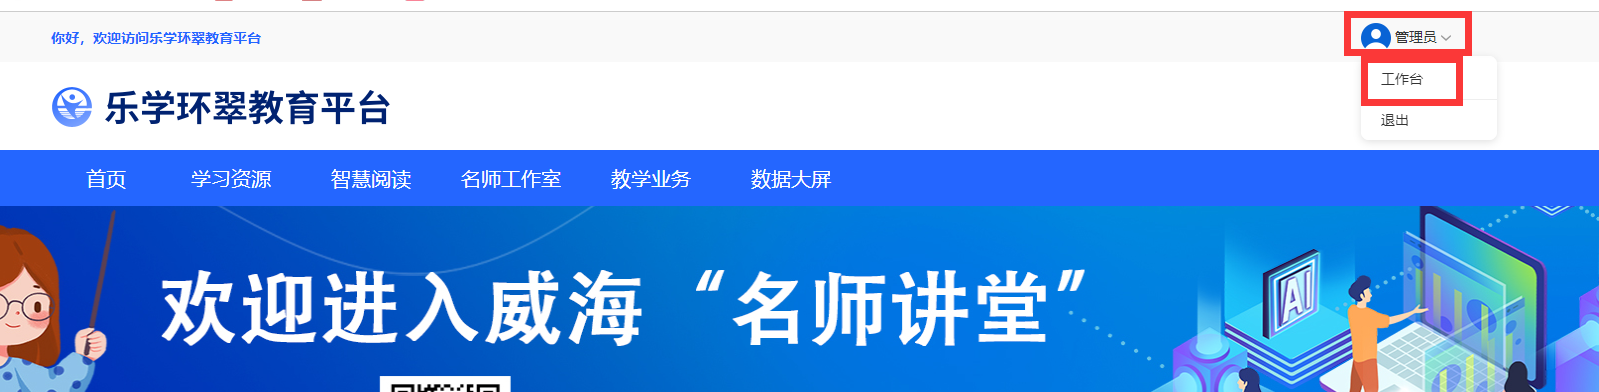 你好，欢迎访问乐学环翠教育平台
管理员
工作台
退出
乐学环翠教育平台
首页 学习资源 智慧阅读 名师工作室 教学业务 数据大屏
欢迎进入威海“名师讲堂”
AI